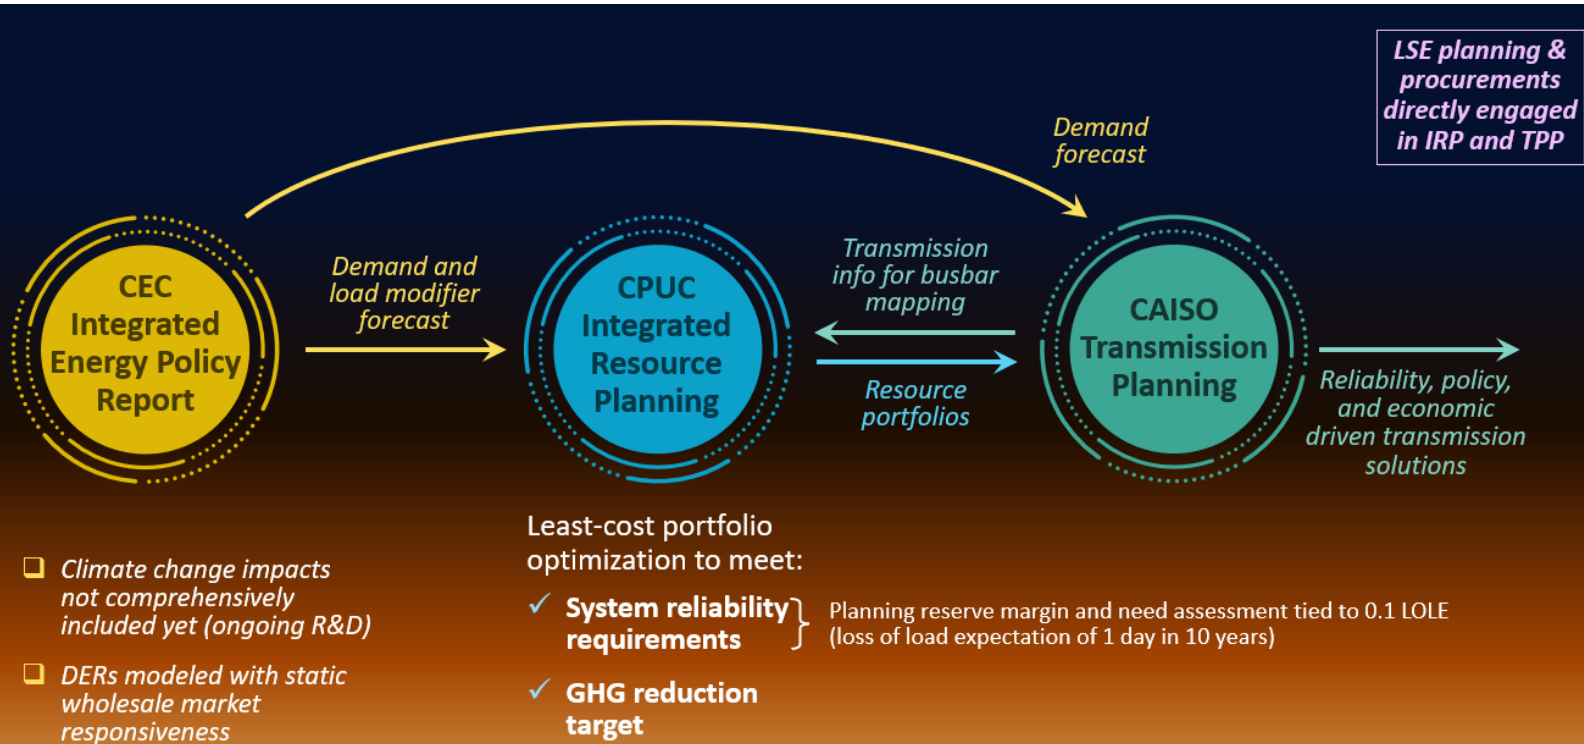 LSE planning &
procurements
directly engaged
in IRP and TPP
Demand
forecast
CEC
Integrated
Energy Policy
Report
Demand and
load modifier
forecast
CPUC
Integrated
Resource
Planning
Transmission
info for busbar
mapping
Resource
portfolios
CAISO
Transmission
Planning
Reliability, policy,
and economic
driven transmission
solutions
Climate change impacts
not comprehensively
included yet (ongoing R&D)
DERs modeled with static
wholesale market
responsiveness
Least-cost portfolio
optimization to meet:
System reliability
requirements
Planning reserve margin and need assessment tied to 0.1 LOLE
(loss of load expectation of 1 day in 10 years)
GHG reduction
target